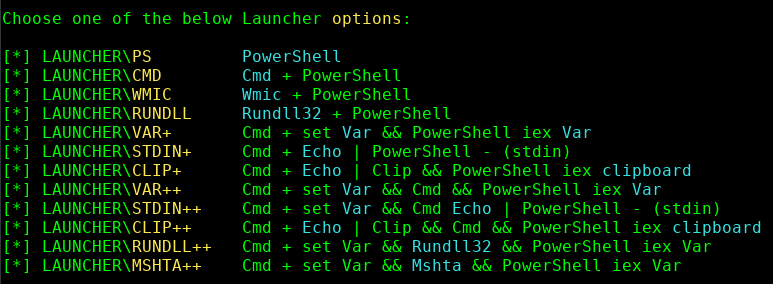 Choose one of the below Launcher options:
[*] LAUNCHER\PS PowerShell
[*] LAUNCHER\CMD Cmd + PowerShell
[*] LAUNCHER\WMIC Wmic + PowerShell
[*] LAUNCHER\RUNDLL Rundll32 + PowerShell
[*] LAUNCHER\VAR+ Cmd + set Var && PowerShell iex Var
[*] LAUNCHER\STDIN+ Cmd + Echo | PowerShell - (stdin)
[*] LAUNCHER\CLIP+ Cmd + Echo | Clip && PowerShell iex clipboard
[*] LAUNCHER\VAR++ Cmd + set Var && Cmd && PowerShell iex Var
[*] LAUNCHER\STDIN++ Cmd + set Var && Cmd Echo | PowerShell - (stdin)
[*] LAUNCHER\CLIP++ Cmd + Echo | Clip && Cmd && PowerShell iex clipboard
[*] LAUNCHER\RUNDLL++ Cmd + set Var && Rundll32 && PowerShell iex Var
[*] LAUNCHER\MSHTA++ Cmd + set Var && Mshta && PowerShell iex Var